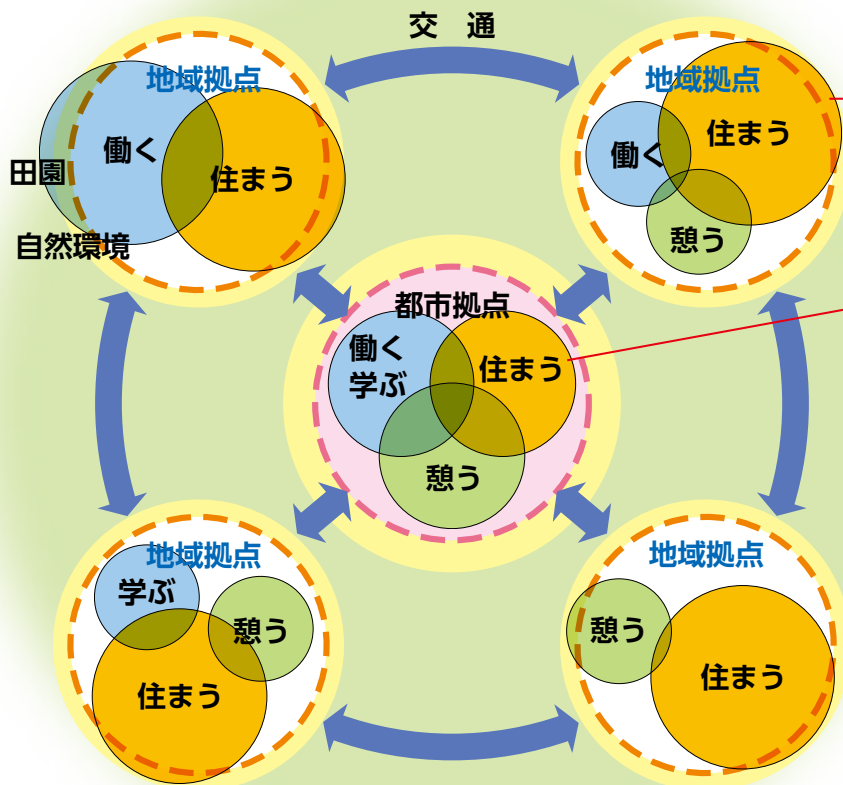 交 通
地域拠点
働く
住まう
田園
自然環境
地域拠点
住まう
働く
憩う
都市拠点
働く
学ぶ
住まう
憩う
地域拠点
学ぶ
憩う
住まう
地域拠点
憩う
住まう